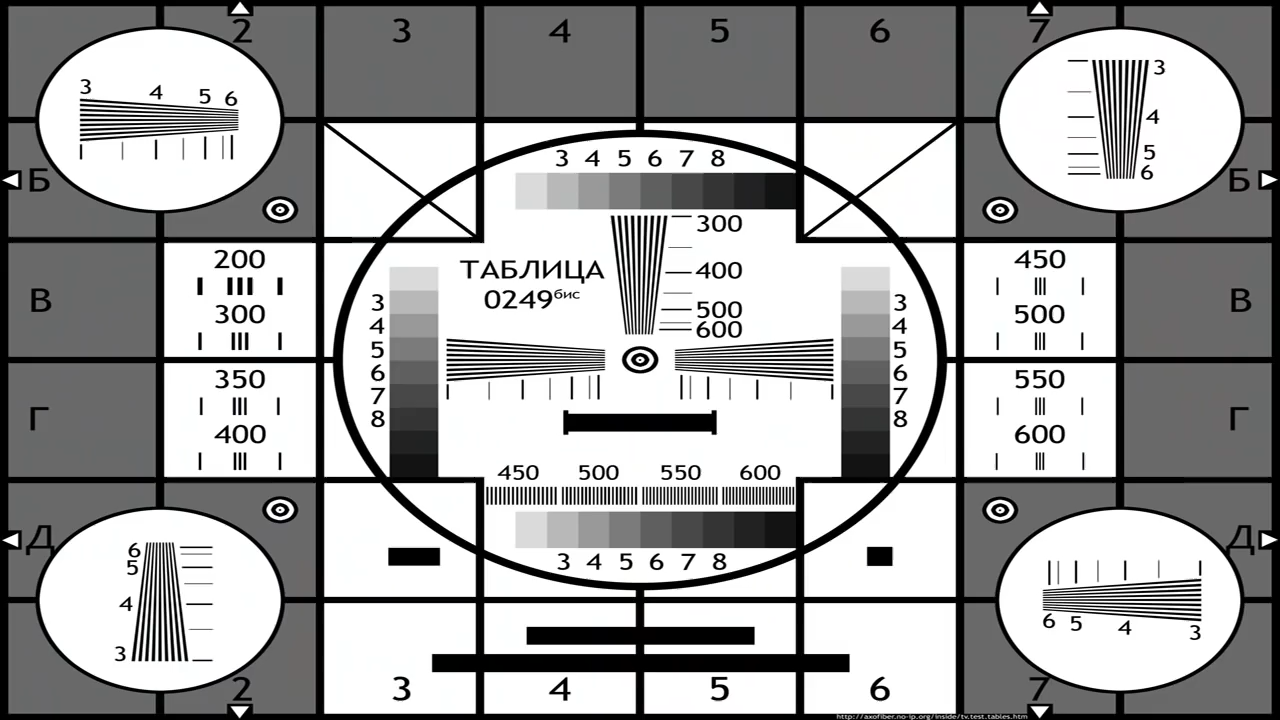 2 3 4 5 6 7
3 4 5 6
3
4
5
6
3 4 5 6 7 8
Б Б
300
400
500
600
ТАБЛИЦА
0249бис
200
300
450
500
В В
3
4
5
6
7
8
3
4
5
6
7
8
350
400
550
600
Г Г
450 500 550 600
3 4 5 6 7 8
Д Д
6
5
4
3
6 5 4 3
2 3 4 5 6 7
http://axofiber.no-ip.org/inside/tv.test.tables.htm